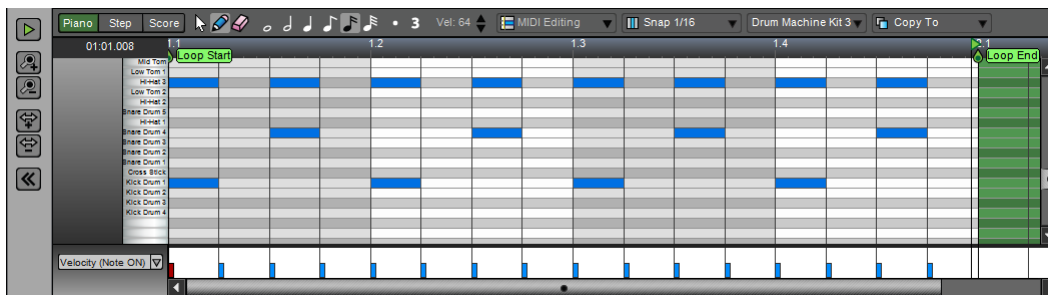 Piano Step Score 3 Vel: 64 MIDI Editing Snap 1/16 Drum Machine Kit 3 Copy To
01:01.008 1.1 1.2 1.3 1.4 2.1
Loop Start Loop End
Mid Tom
Low Tom 1
Hi-Hat 3
Low Tom 2
Hi-Hat 2
Snare Drum 5
Hi-Hat 1
Snare Drum 4
Snare Drum 3
Snare Drum 2
Snare Drum 1
Cross Stick
Kick Drum 1
Kick Drum 2
Kick Drum 3
Kick Drum 4
Velocity (Note ON)